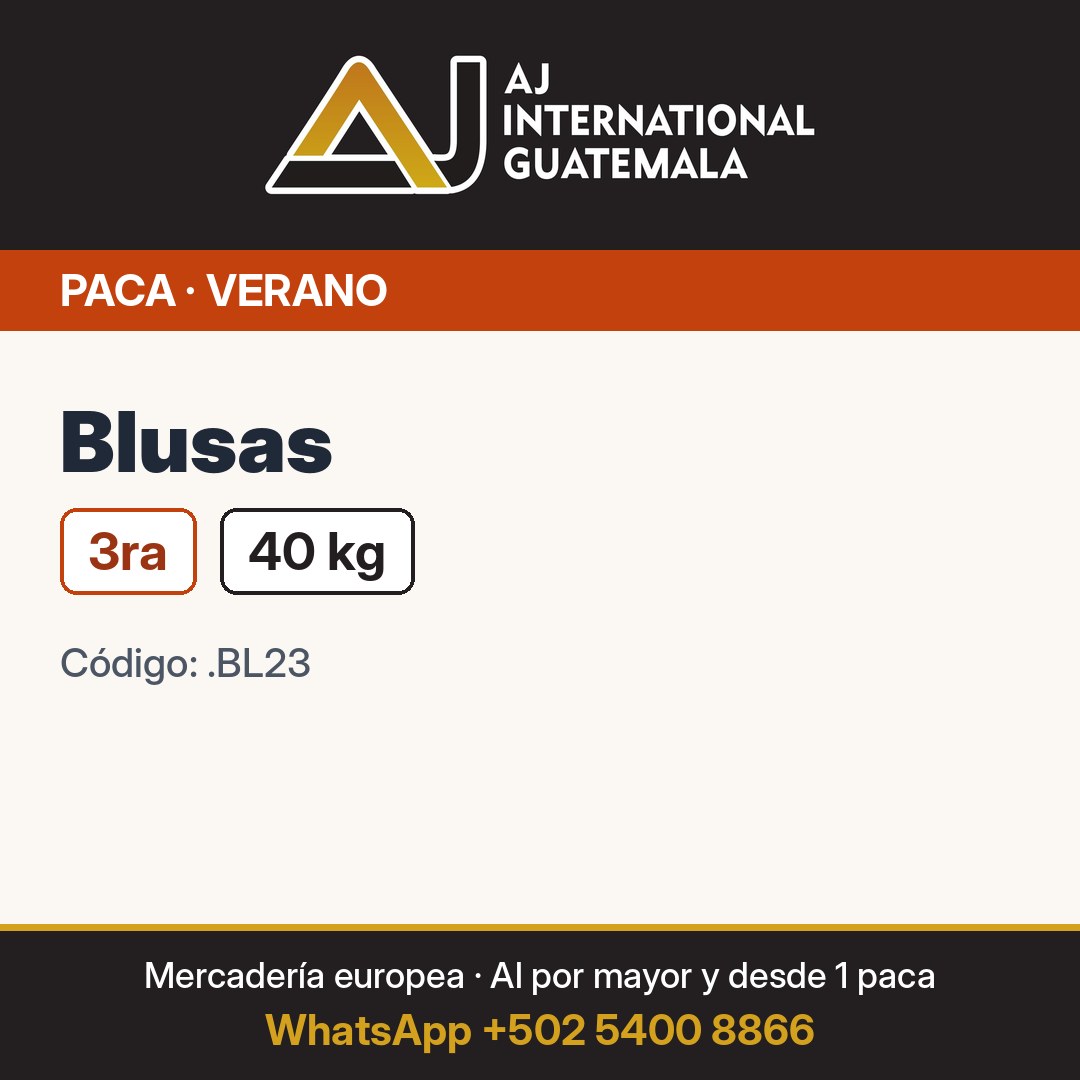 AJ
AJ
INTERNATIONAL
GUATEMALA
PACA · VERANO
Blusas
3ra
40 kg
Código: .BL23
Mercadería europea · Al por mayor y desde 1 paca
WhatsApp +502 5400 8866